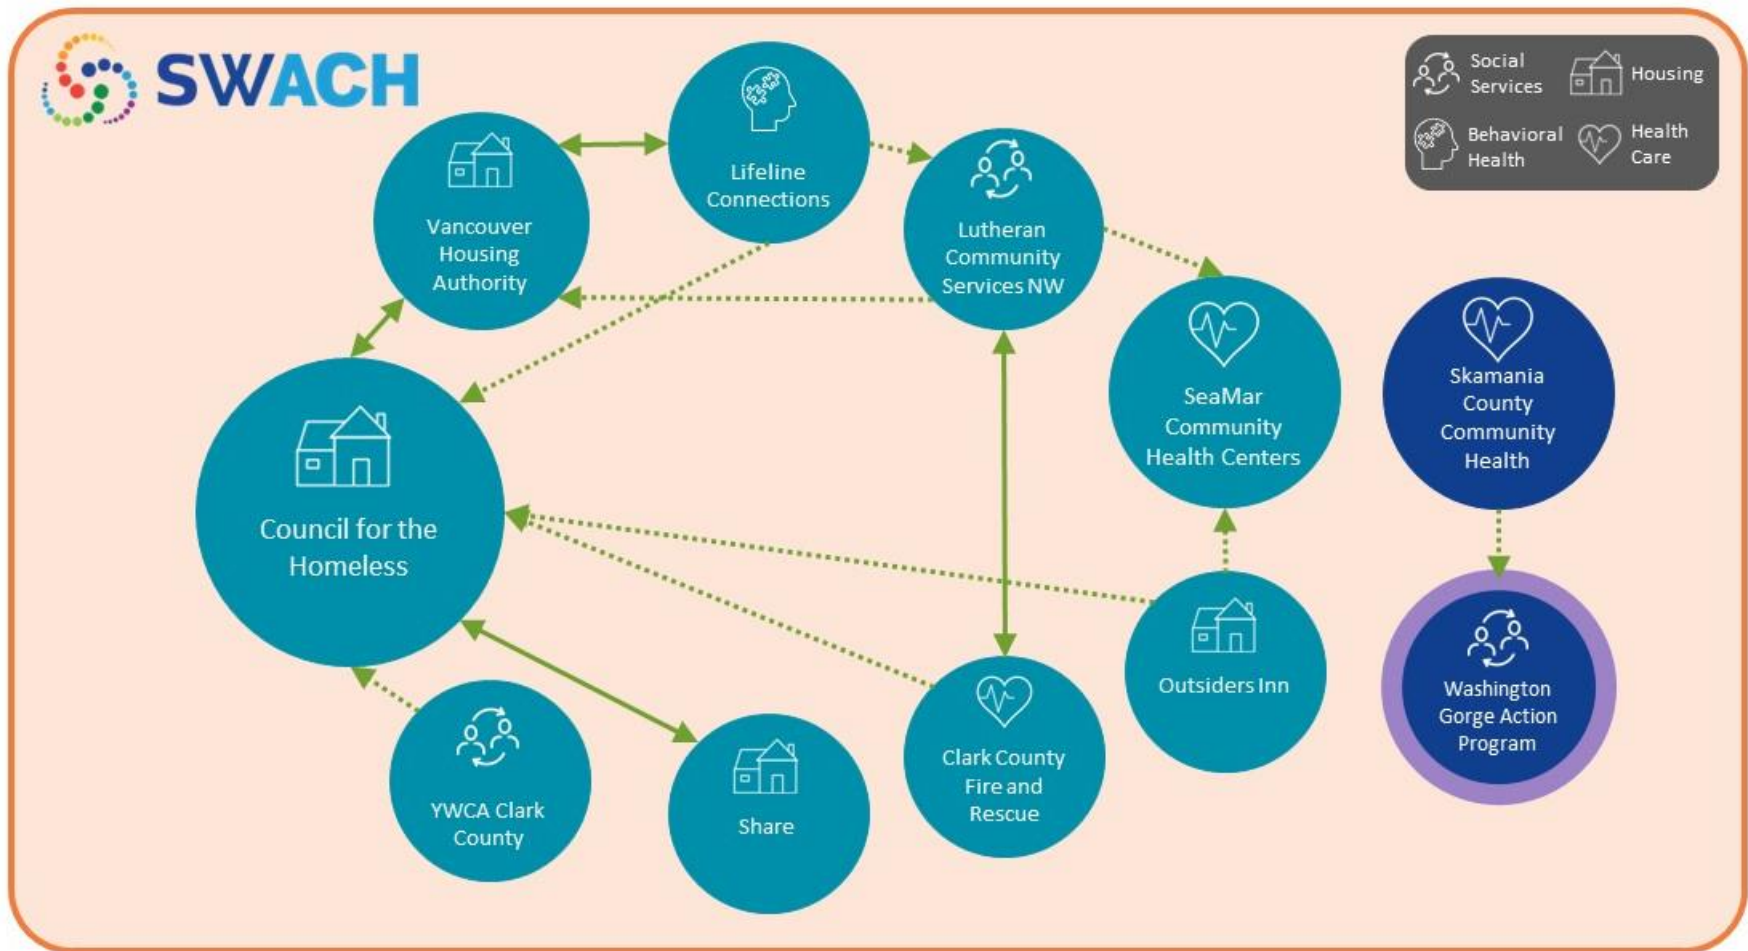 SWACH
Social
Services
Housing
Behavioral
Health
Health
Care
Lifeline
Connections
Vancouver
Housing
Authority
Lutheran
Community
Services NW
SeaMar
Community
Health Centers
Skamania
County
Community
Health
Council for the
Homeless
Outsiders Inn
Washington
Gorge Action
Program
YWCA Clark
County
Share
Clark County
Fire and
Rescue